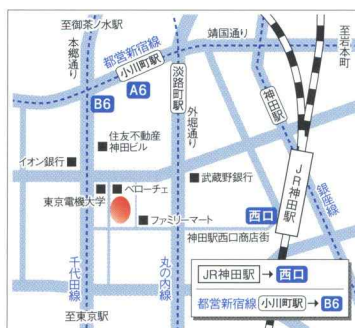 至御茶ノ水駅
本郷通り
都営新宿線
小川町駅
靖国通り
至岩本町
A6
B6
淡路町駅
外堀通り
神田駅
住友不動産
神田ビル
イオン銀行
ベローチェ
武蔵野銀行
東京電機大学
ファミリーマート
西口
JR神田駅
銀座線
神田駅西口商店街
千代田線
丸の内線
至東京駅
JR神田駅→西口
都営新宿線 小川町駅→B6